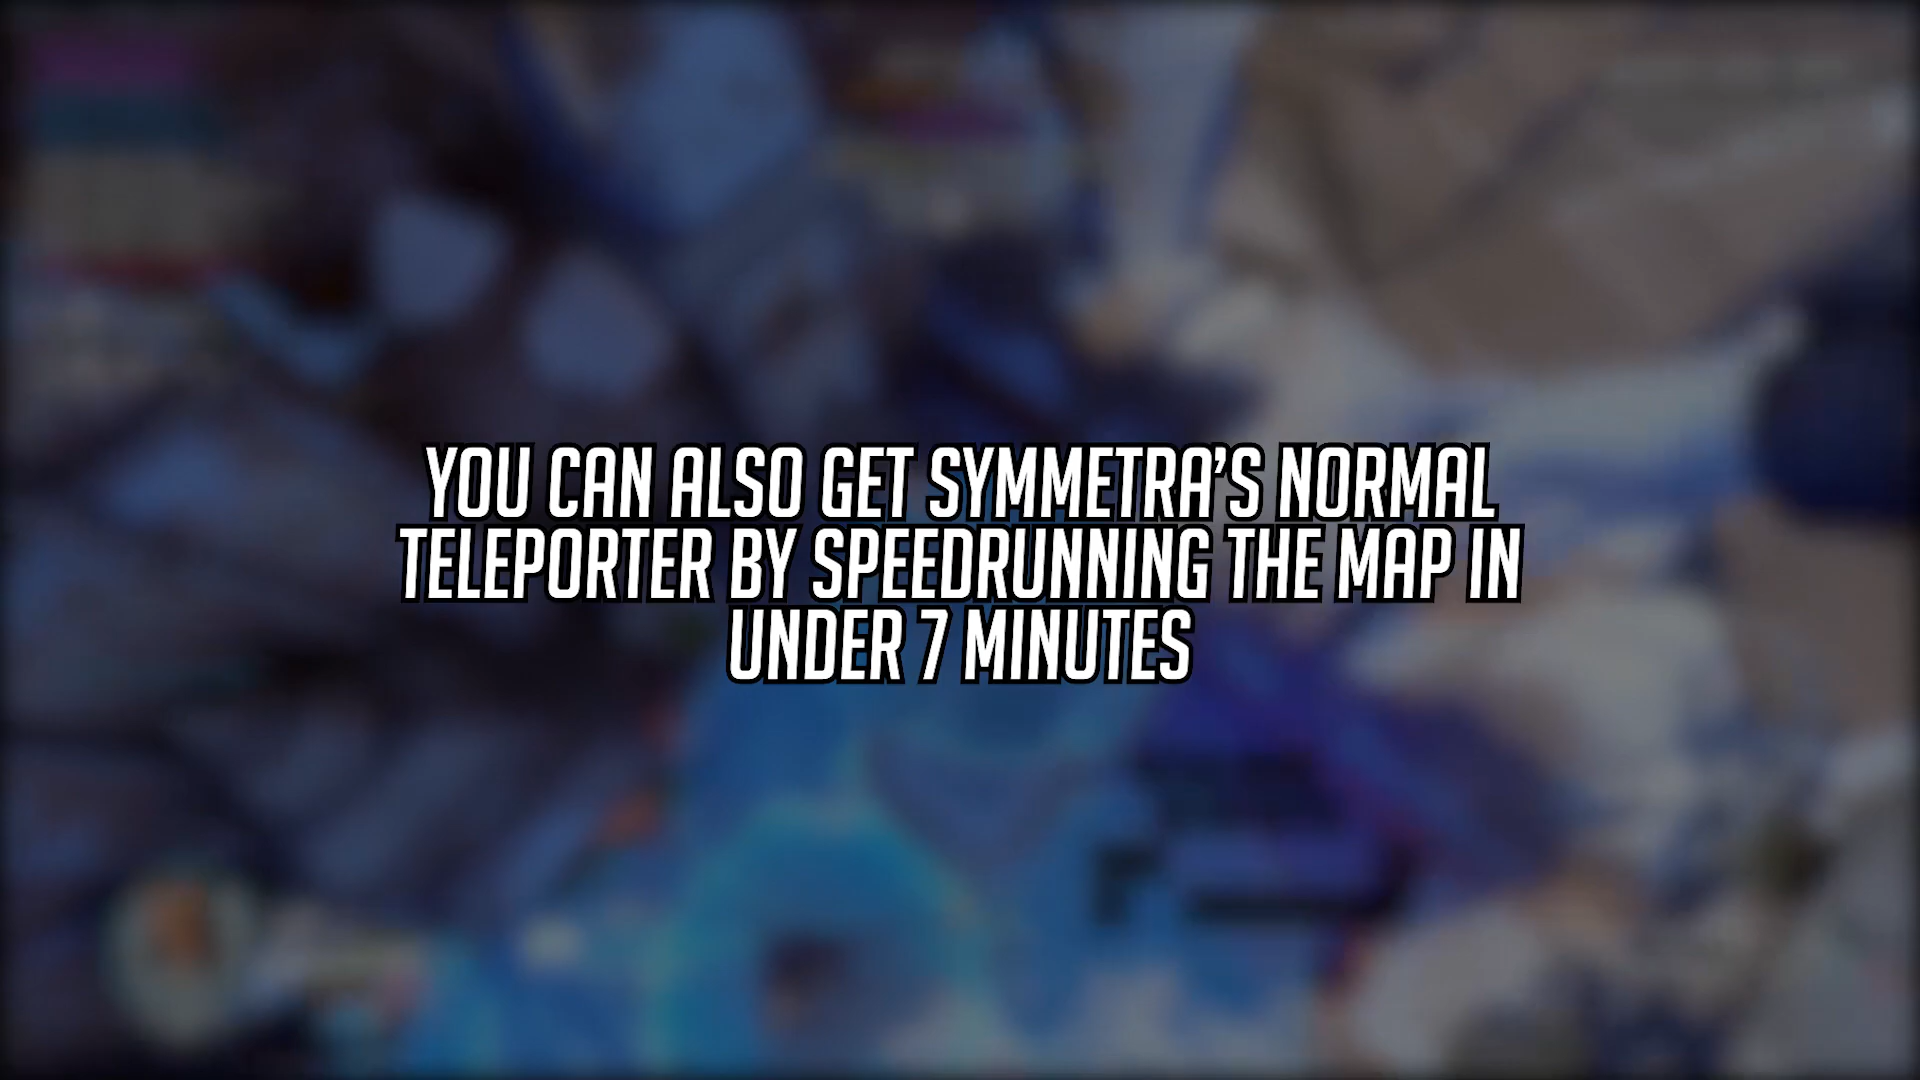 YOU CAN ALSO GET SYMMETRA'S NORMAL
TELEPORTER BY SPEEDRUNNING THE MAP IN
UNDER 7 MINUTES